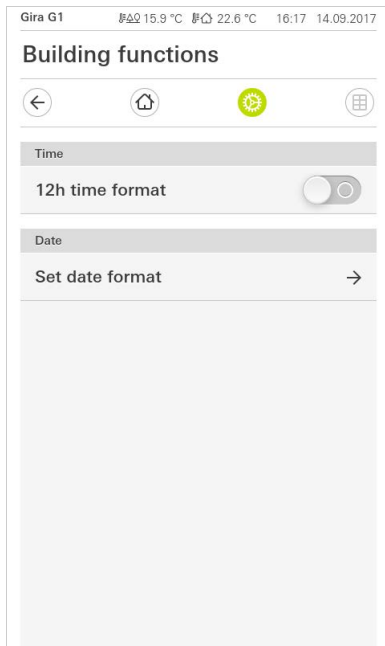 Gira G1 15.9 °C 22.6 °C 16:17 14.09.2017
Building functions
Time
12h time format
Date
Set date format